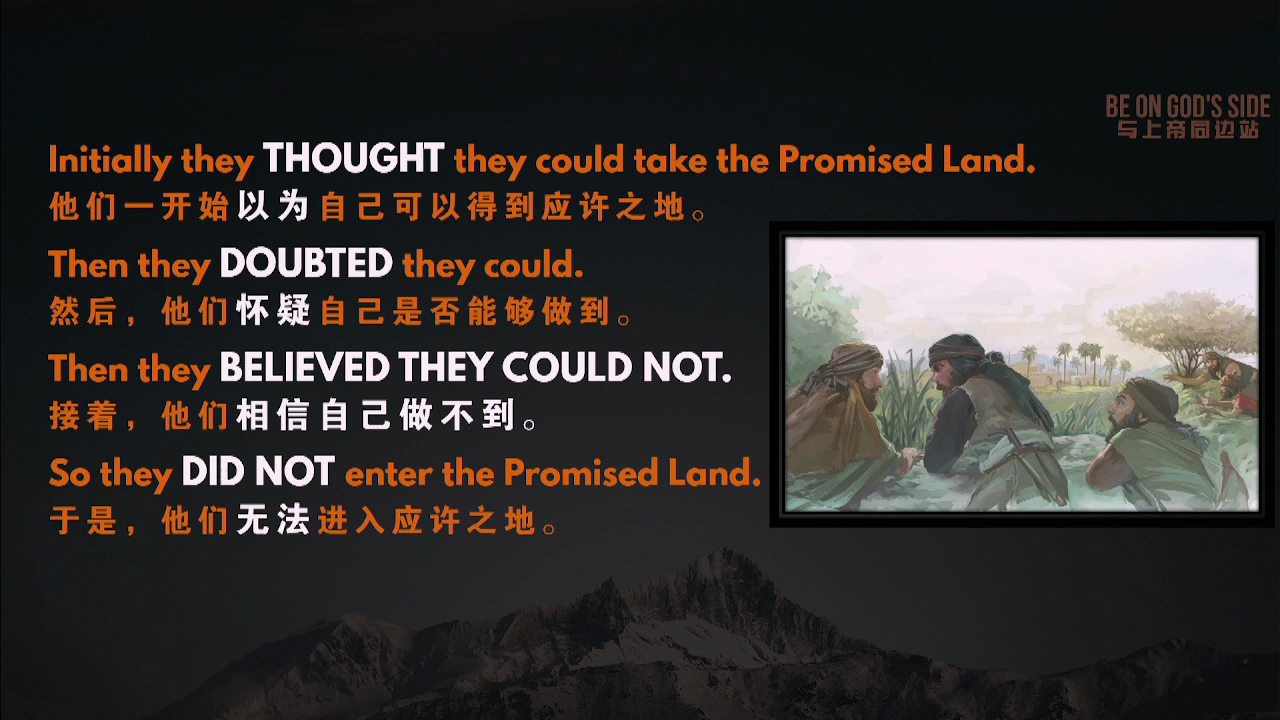 BE ON GOD'S SIDE
与上帝同边站
Initially they THOUGHT they could take the Promised Land.
他们一开始以为自己可以得到应许之地。
Then they DOUBTED they could.
然后，他们怀疑自己是否能够做到。
Then they BELIEVED THEY COULD NOT.
接着，他们相信自己做不到。
So they DID NOT enter the Promised Land.
于是，他们无法进入应许之地。